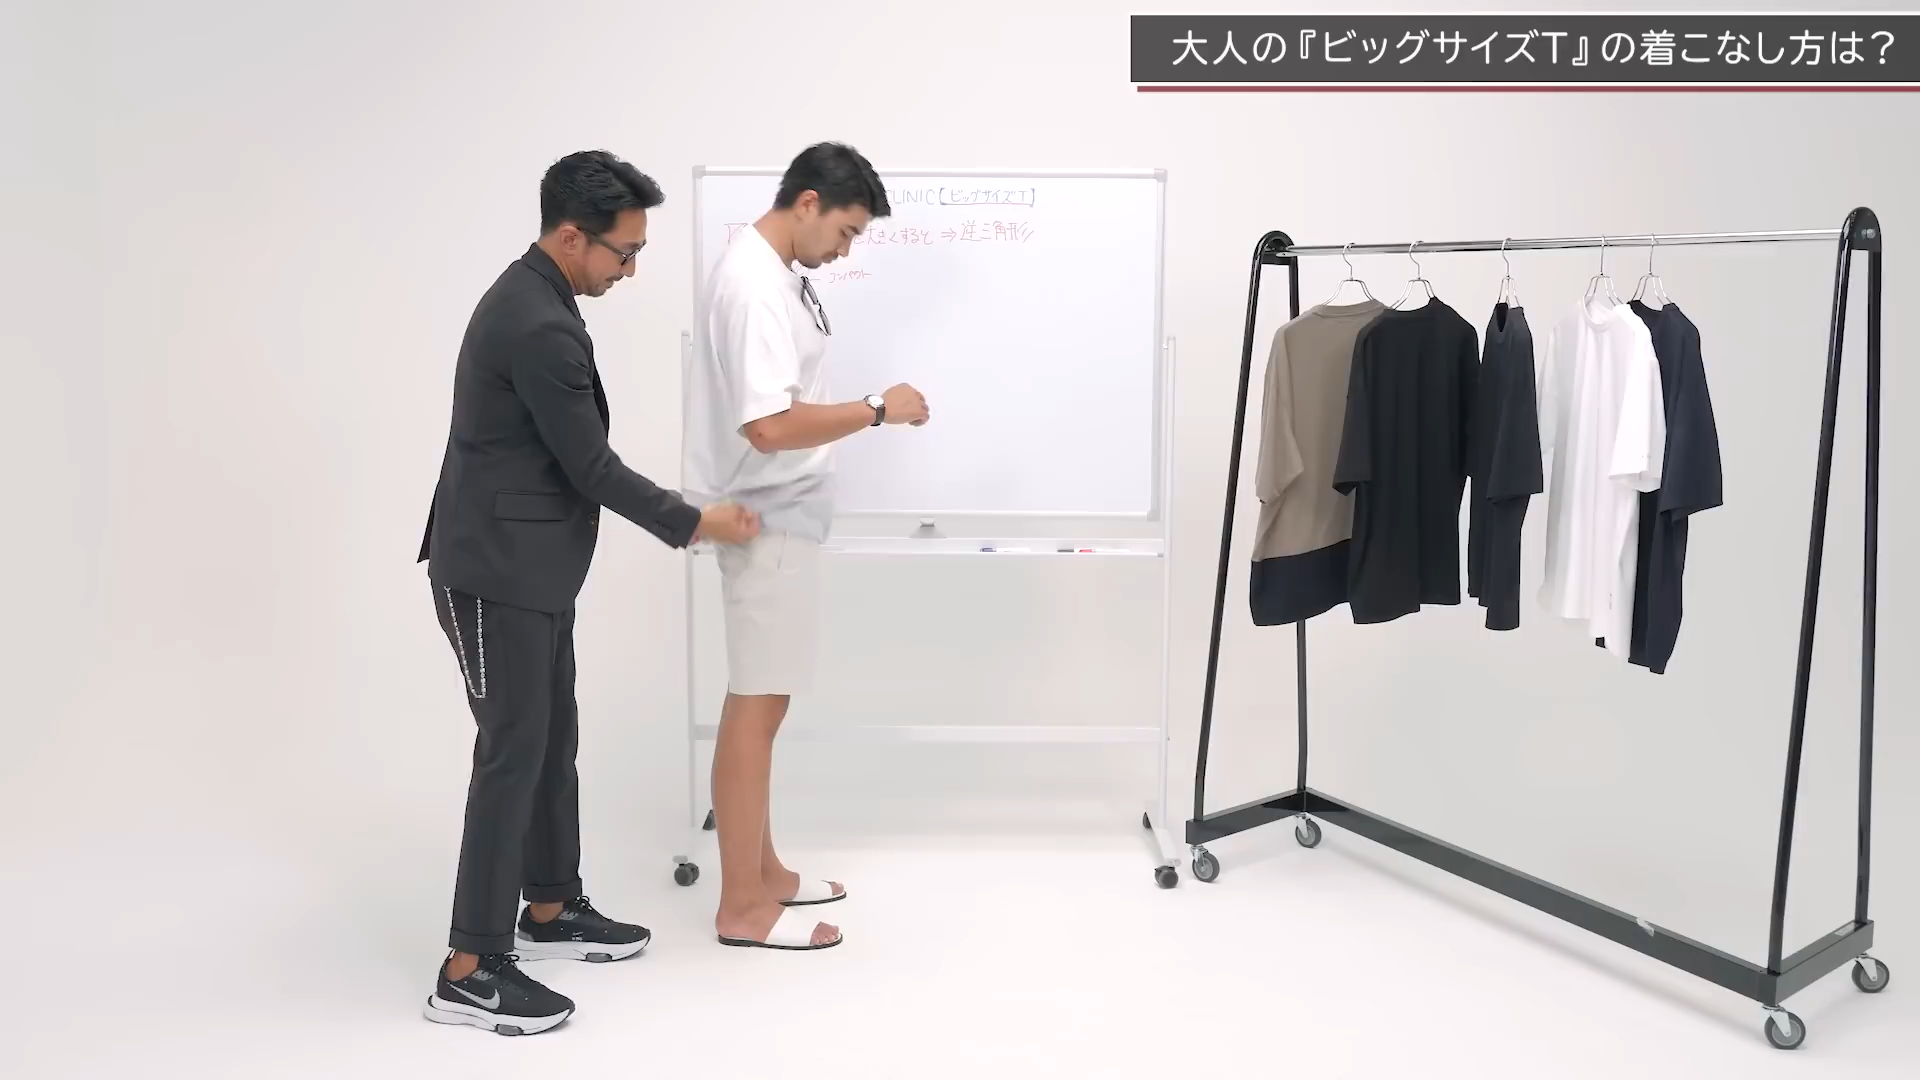 大人の『ビッグサイズT』の着こなし方は？
CLINIC【ビッグサイズT】
大きくすると ⇒ 逆三角形
コンパクト